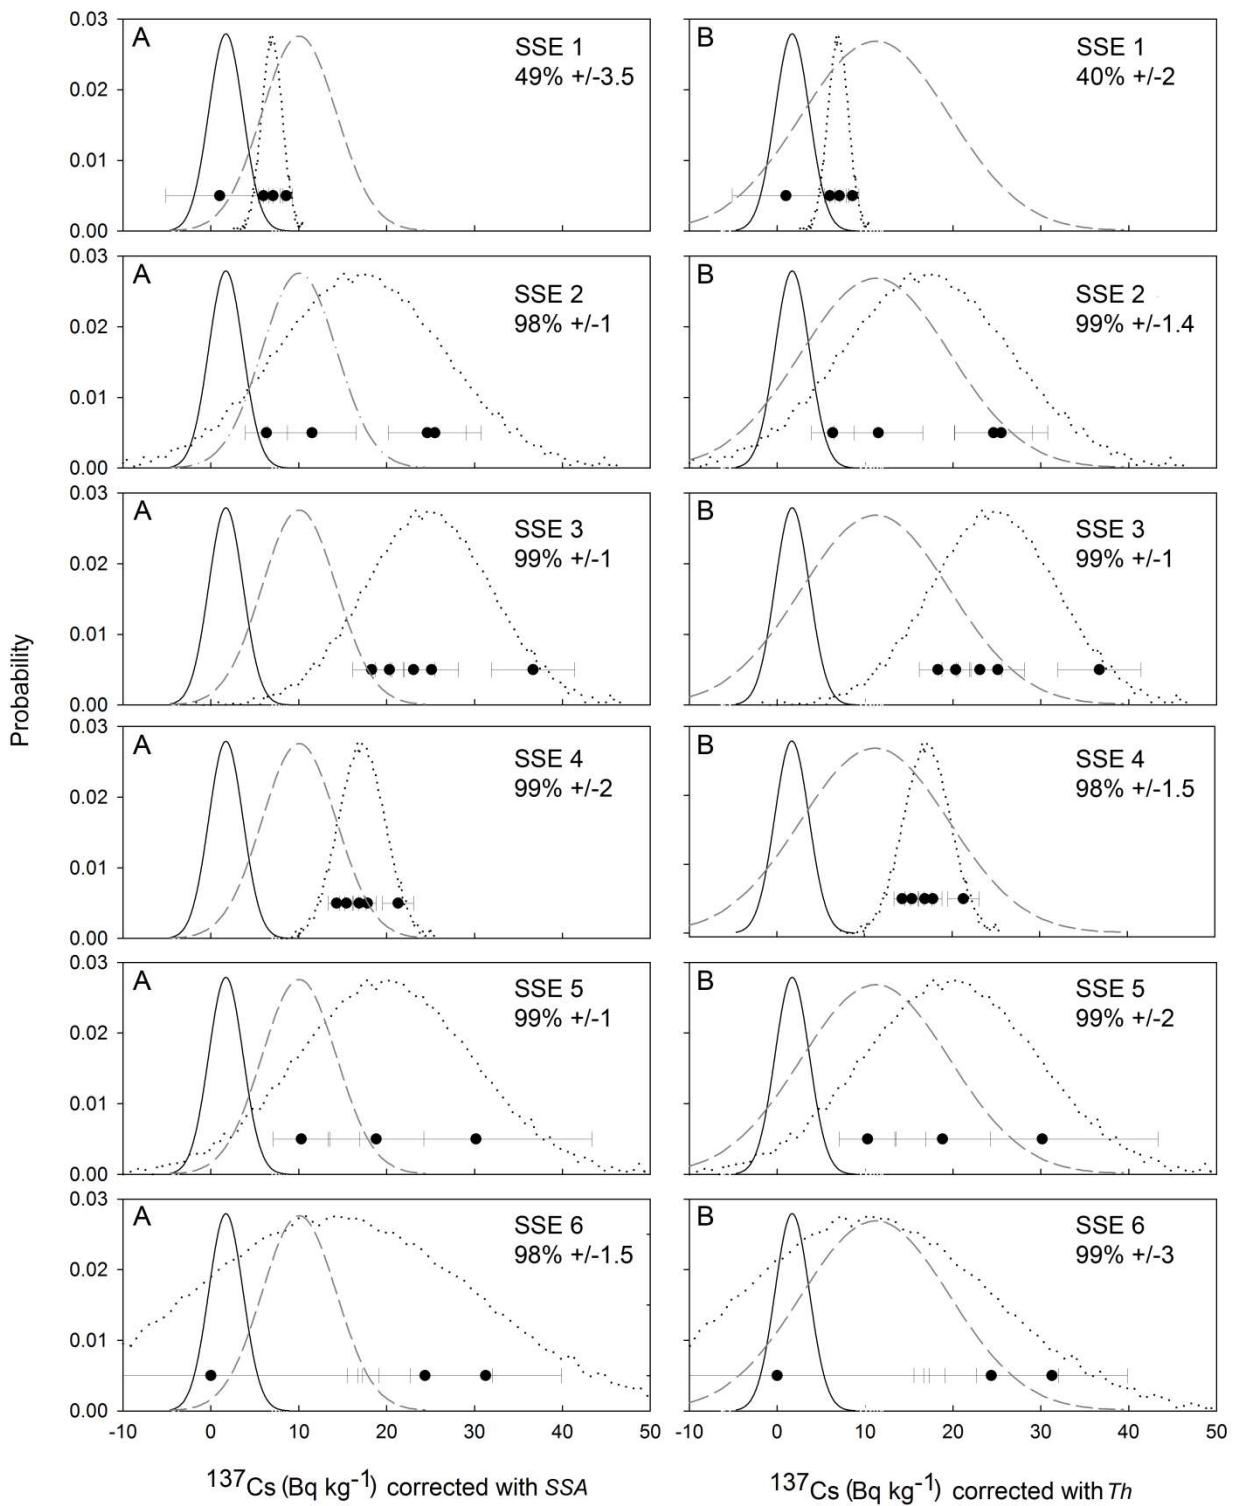 A
SSE 1
49% +/-3.5
0.03
0.02
0.01
0.00
B
SSE 1
40% +/-2
A
SSE 2
98% +/-1
0.03
0.02
0.01
0.00
B
SSE 2
99% +/-1.4
A
SSE 3
99% +/-1
0.03
0.02
0.01
0.00
B
SSE 3
99% +/-1
A
SSE 4
99% +/-2
0.03
0.02
0.01
0.00
B
SSE 4
98% +/-1.5
A
SSE 5
99% +/-1
0.03
0.02
0.01
0.00
B
SSE 5
99% +/-2
A
SSE 6
98% +/-1.5
0.03
0.02
0.01
0.00
B
SSE 6
99% +/-3
Probability
-10 0 10 20 30 40 50
-10 0 10 20 30 40 50
137Cs (Bq kg-1) corrected with SSA
137Cs (Bq kg-1) corrected with Th